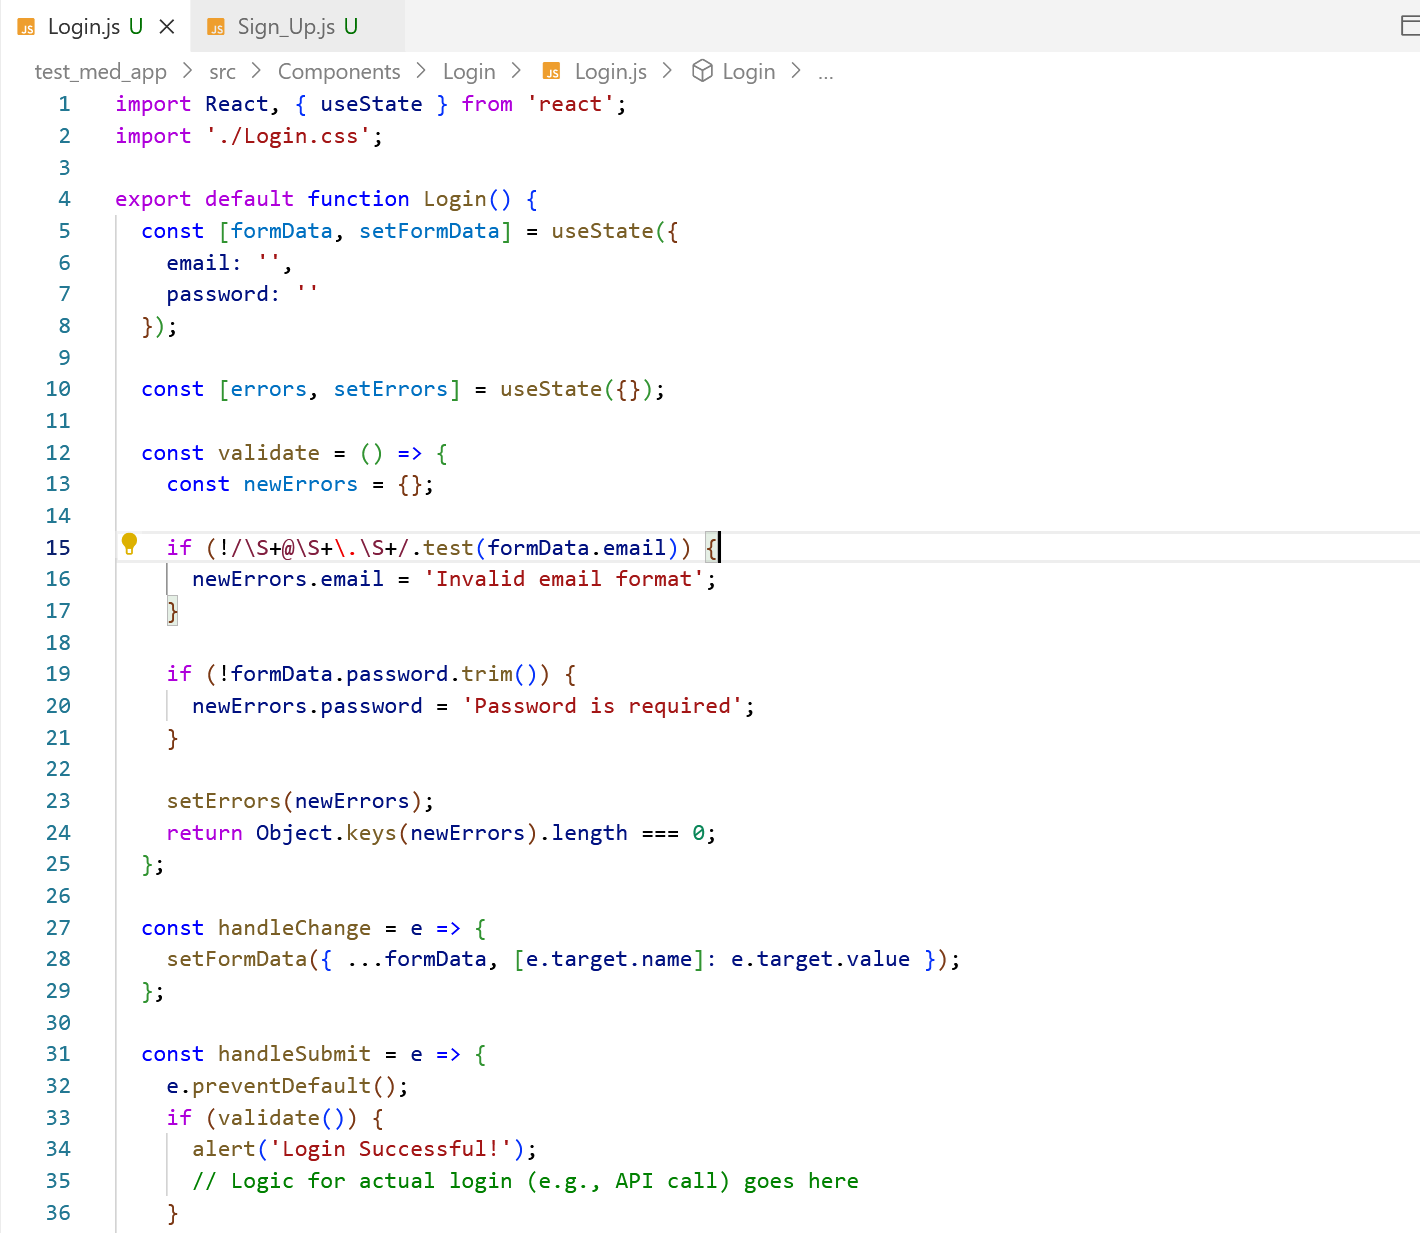 JS Login.js U × JS Sign_Up.js U
test_med_app > src > Components > Login > JS Login.js > Login > ...
1 import React, { useState } from 'react';
2 import './Login.css';
3
4 export default function Login() {
5 const [formData, setFormData] = useState({
6 email: '',
7 password: ''
8 });
9
10 const [errors, setErrors] = useState({});
11
12 const validate = () => {
13 const newErrors = {};
14
15 if (!/\S+@\S+\.\S+/.test(formData.email)) {
16 newErrors.email = 'Invalid email format';
17 }
18
19 if (!formData.password.trim()) {
20 newErrors.password = 'Password is required';
21 }
22
23 setErrors(newErrors);
24 return Object.keys(newErrors).length === 0;
25 };
26
27 const handleChange = e => {
28 setFormData({ ...formData, [e.target.name]: e.target.value });
29 };
30
31 const handleSubmit = e => {
32 e.preventDefault();
33 if (validate()) {
34 alert('Login Successful!');
35 // Logic for actual login (e.g., API call) goes here
36 }